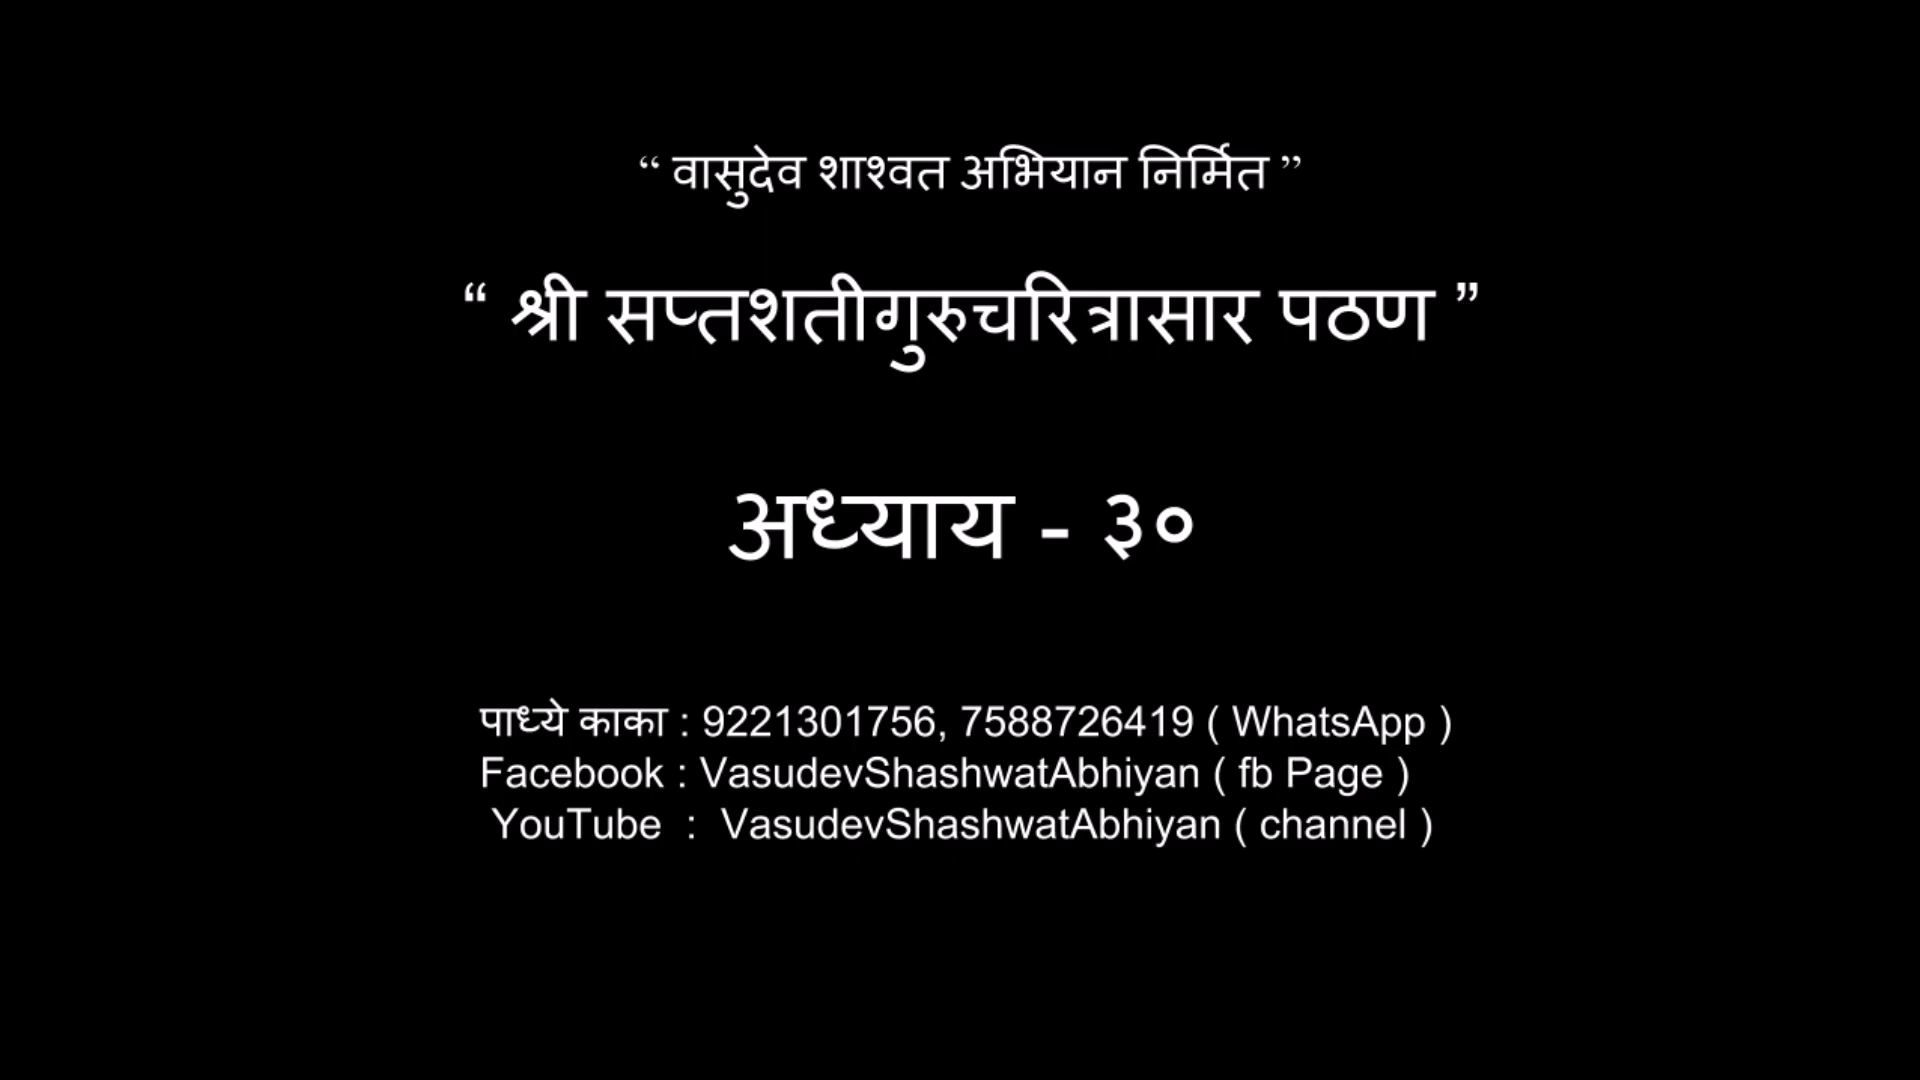 “ वासुदेव शाश्वत अभियान निर्मित ”
“ श्री सप्तशतीगुरुचरित्रासार पठण ”
अध्याय - ३०
पाध्ये काका : 9221301756, 7588726419 ( WhatsApp )
Facebook : VasudevShashwatAbhiyan ( fb Page )
YouTube : VasudevShashwatAbhiyan ( channel )